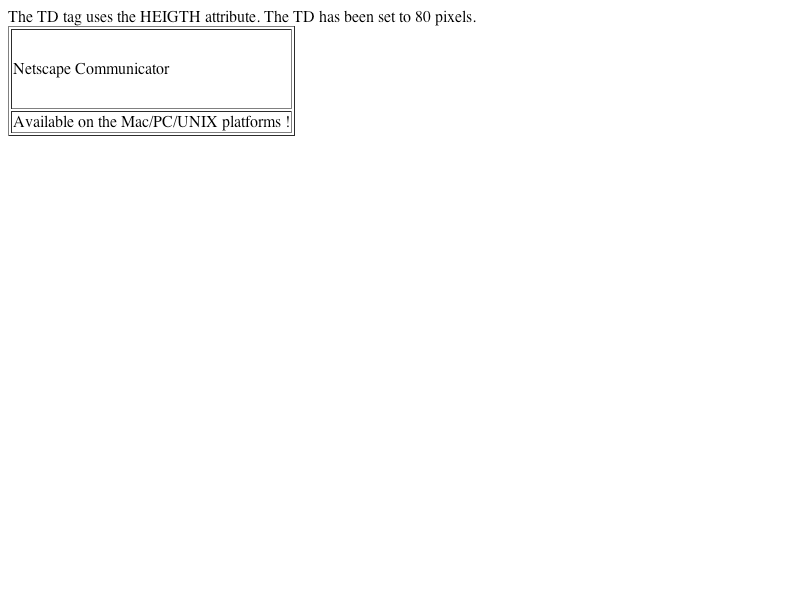 The TD tag uses the HEIGTH attribute. The TD has been set to 80 pixels.
Netscape Communicator
Available on the Mac/PC/UNIX platforms !